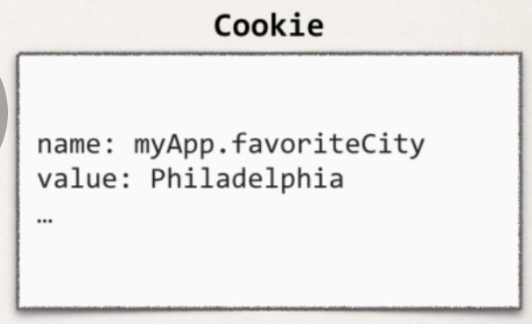 Cookie
name: myApp.favoriteCity
value: Philadelphia
…